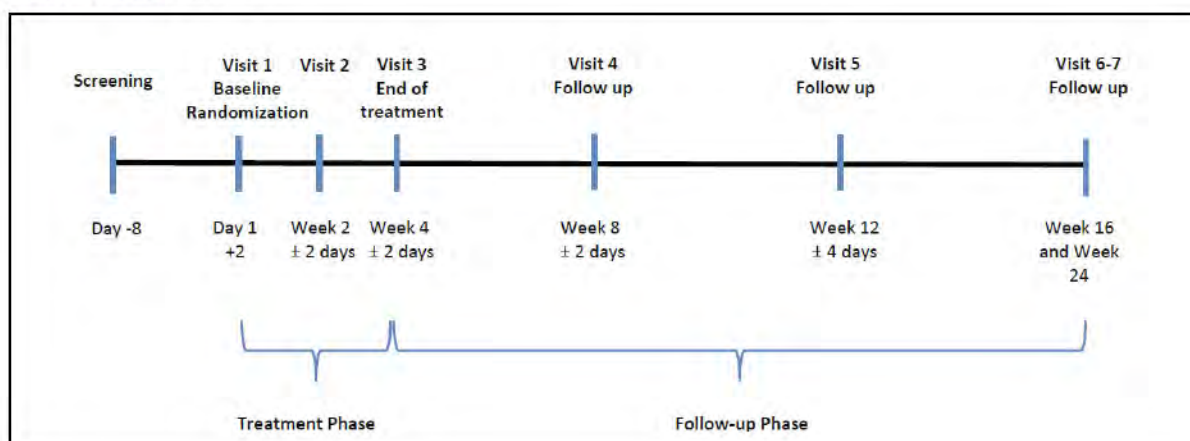 Screening
Visit 1
Baseline
Randomization
Visit 2
Visit 3
End of
treatment
Visit 4
Follow up
Visit 5
Follow up
Visit 6-7
Follow up
Day -8
Day 1
+2
Week 2
± 2 days
Week 4
± 2 days
Week 8
± 2 days
Week 12
± 4 days
Week 16
and Week
24
Treatment Phase
Follow-up Phase